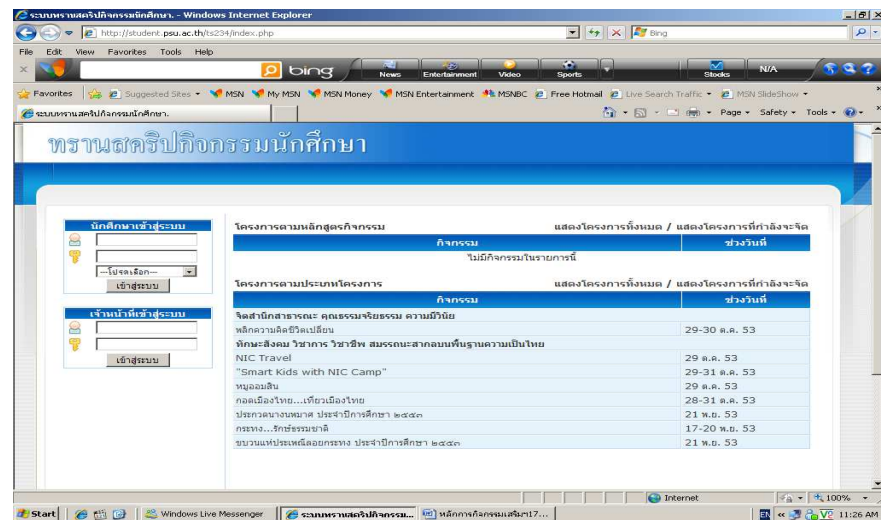 ระบบทรานสคริปกิจกรรมนักศึกษา. - Windows Internet Explorer
http://student.psu.ac.th/ts234/index.php
Bing
File Edit View Favorites Tools Help
bing News Entertainment Video Sports Stocks N/A
Favorites Suggested Sites MSN My MSN MSN Money MSN Entertainment MSNBC Free Hotmail Live Search Traffic MSN SlideShow
ระบบทรานสคริปกิจกรรมนักศึกษา. Page Safety Tools
ทรานสคริปกิจกรรมนักศึกษา
นักศึกษาเข้าสู่ระบบ
---โปรดเลือก---
เข้าสู่ระบบ
เจ้าหน้าที่เข้าสู่ระบบ
เข้าสู่ระบบ
โครงการตามหลักสูตรกิจกรรม แสดงโครงการทั้งหมด / แสดงโครงการที่กำลังจะจัด
กิจกรรม ช่วงวันที่
ไม่มีกิจกรรมในรายการนี้
โครงการตามประเภทโครงการ แสดงโครงการทั้งหมด / แสดงโครงการที่กำลังจะจัด
กิจกรรม ช่วงวันที่
จิตสำนึกสาธารณะ คุณธรรมจริยธรรม ความมีวินัย
พลิกความคิดชีวิตเปลี่ยน 29-30 ต.ค. 53
ทักษะสังคม วิชาการ วิชาชีพ สมรรถนะสากลบนพื้นฐานความเป็นไทย
NIC Travel 29 ต.ค. 53
"Smart Kids with NIC Camp" 29-31 ต.ค. 53
หมูออมสิน 29 ต.ค. 53
กอดเมืองไทย...เที่ยวเมืองไทย 28-31 ต.ค. 53
ประกวดนางนพมาศ ประจำปีการศึกษา ๒๕๕๓ 21 พ.ย. 53
กระทง...รักษ์ธรรมชาติ 17-20 พ.ย. 53
ขบวนแห่ประเพณีลอยกระทง ประจำปีการศึกษา ๒๕๕๓ 21 พ.ย. 53
Internet 100%
Start Windows Live Messenger ระบบทรานสคริปกิจกรรม... หลักการกิจกรรมเสริมฯ17... EN 11:26 AM